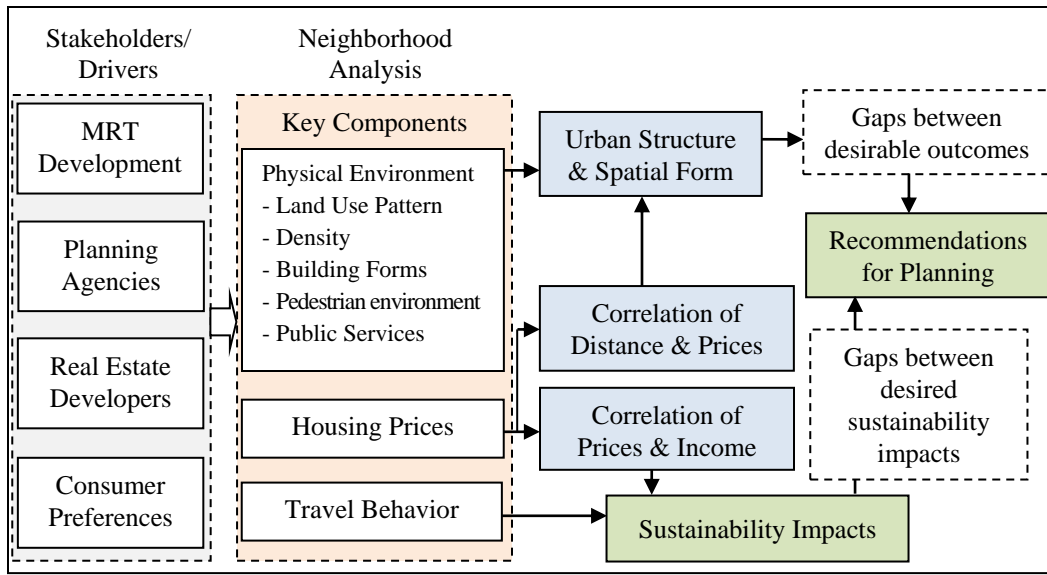 Stakeholders/
Drivers
MRT
Development
Planning
Agencies
Real Estate
Developers
Consumer
Preferences
Neighborhood
Analysis
Key Components
Physical Environment
- Land Use Pattern
- Density
- Building Forms
- Pedestrian environment
- Public Services
Housing Prices
Travel Behavior
Urban Structure
& Spatial Form
Correlation of
Distance & Prices
Correlation of
Prices & Income
Sustainability Impacts
Gaps between
desirable outcomes
Recommendations
for Planning
Gaps between
desired
sustainability
impacts